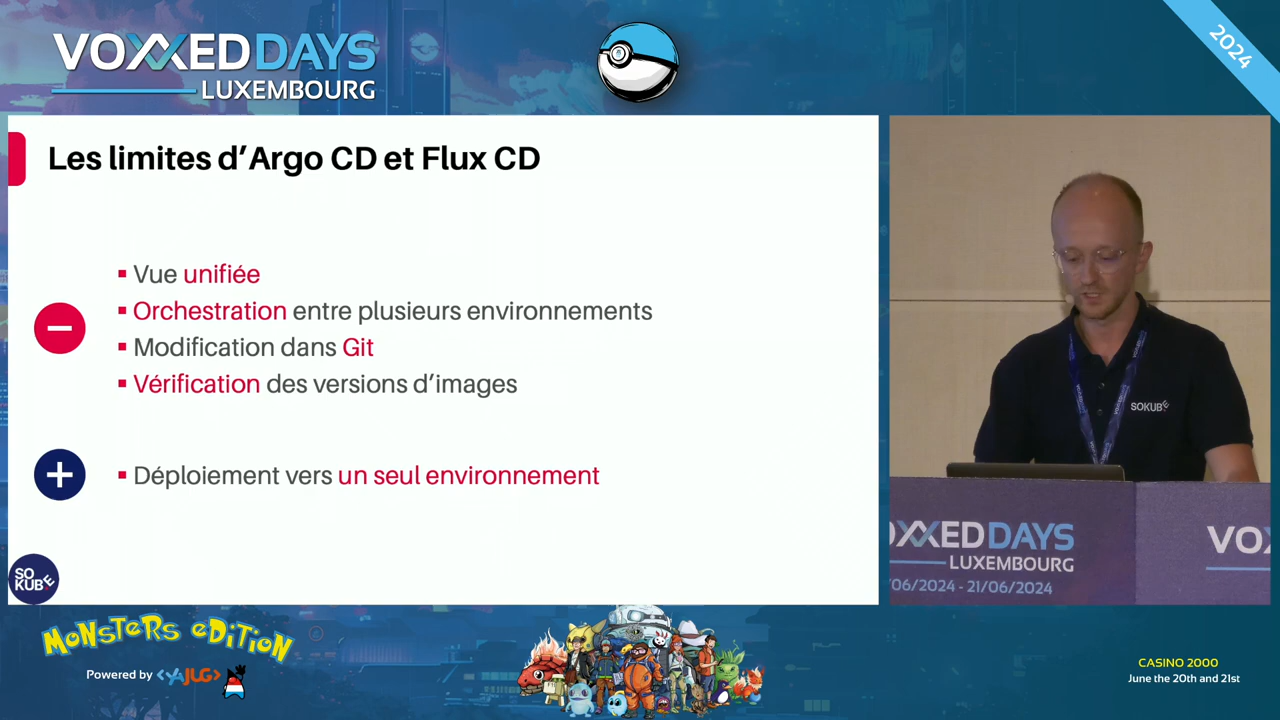 VOXXED DAYS
LUXEMBOURG
2024
Les limites d’Argo CD et Flux CD
Vue unifiée
Orchestration entre plusieurs environnements
Modification dans Git
Vérification des versions d’images
Déploiement vers un seul environnement
SO
KUBE
SOKUBE
VOXXED DAYS
LUXEMBOURG
/06/2024 - 21/06/2024
VOX
MONSTERS EDITION
Powered by <YAJUG>
CASINO 2000
June the 20th and 21st